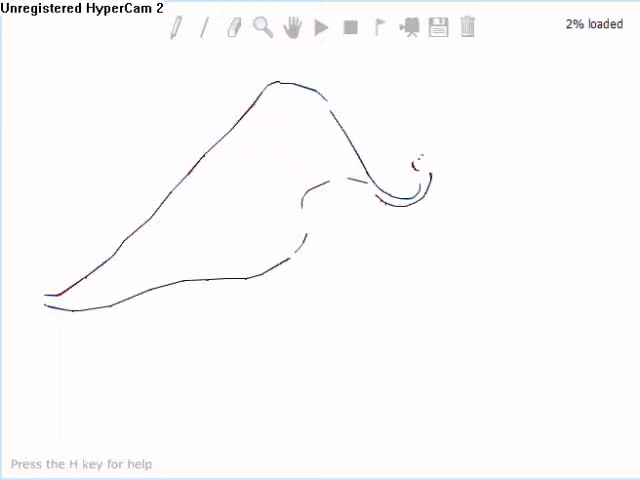 Unregistered HyperCam 2
2% loaded
Press the H key for help